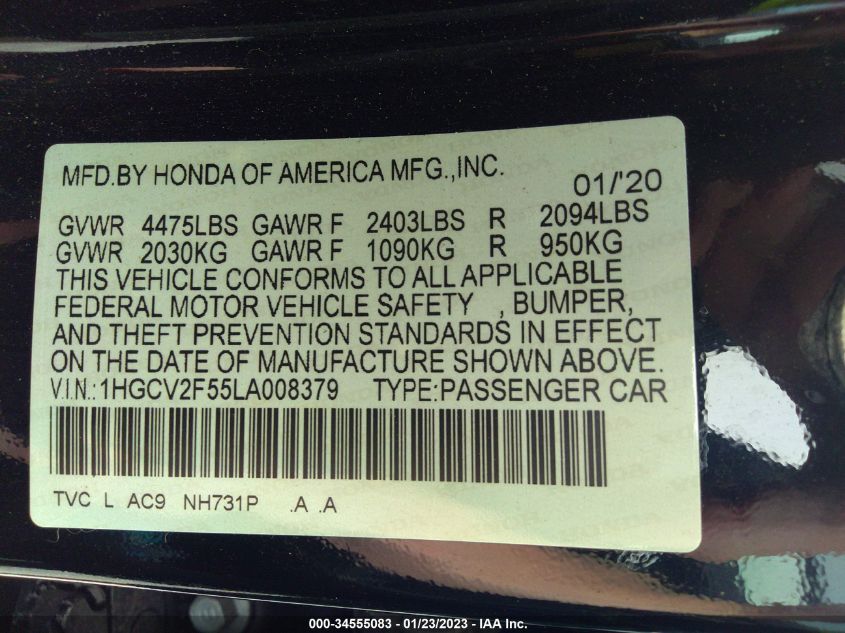 MFD.BY HONDA OF AMERICA MFG.,INC. 01/'20
GVWR 4475LBS GAWR F 2403LBS R 2094LBS
GVWR 2030KG GAWR F 1090KG R 950KG
THIS VEHICLE CONFORMS TO ALL APPLICABLE
FEDERAL MOTOR VEHICLE SAFETY , BUMPER,
AND THEFT PREVENTION STANDARDS IN EFFECT
ON THE DATE OF MANUFACTURE SHOWN ABOVE.
V.I.N.:1HGCV2F55LA008379 TYPE:PASSENGER CAR
TVC L AC9 NH731P .A .A
000-34555083 - 01/23/2023 - IAA Inc.